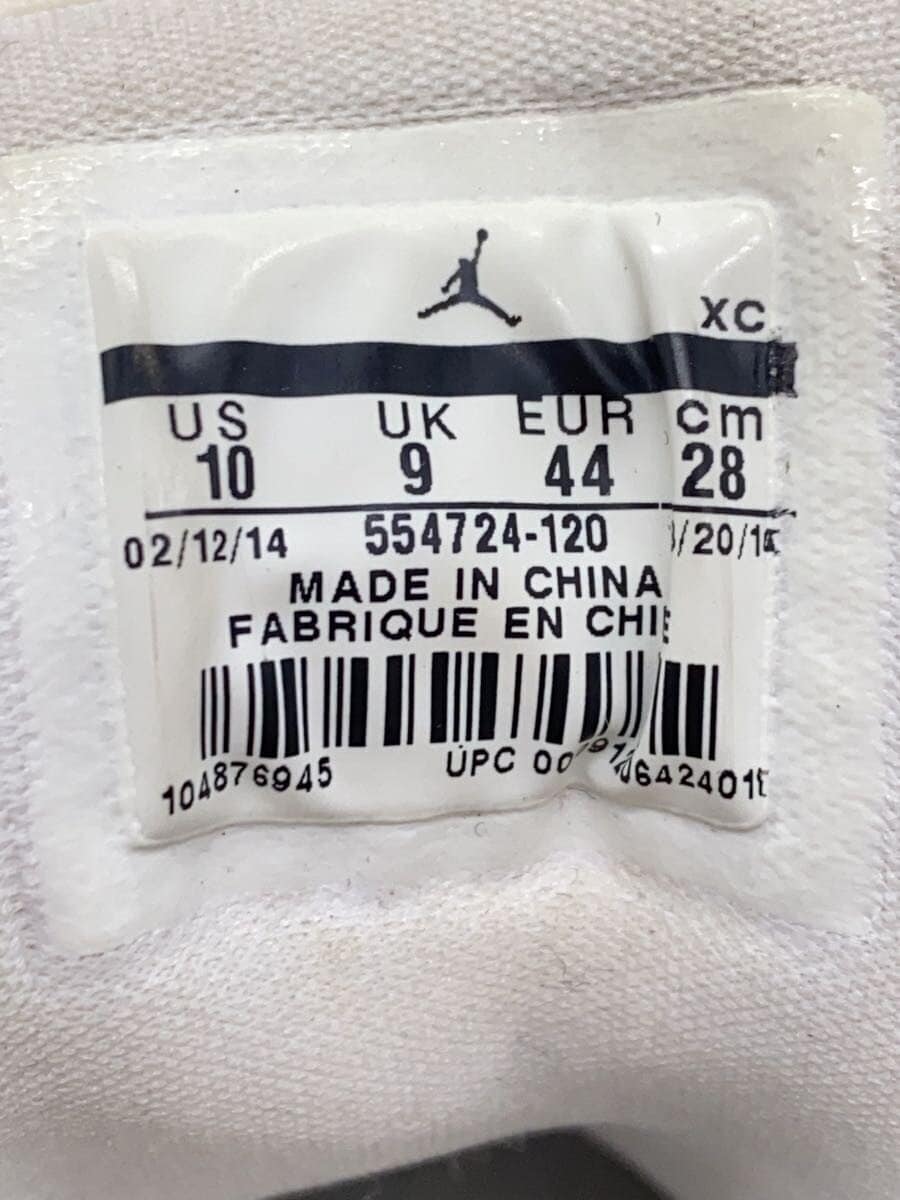 XC
US UK EUR cm
10 9 44 28
02/12/14 554724-120
MADE IN CHINA
FABRIQUE EN
104876945 UPC